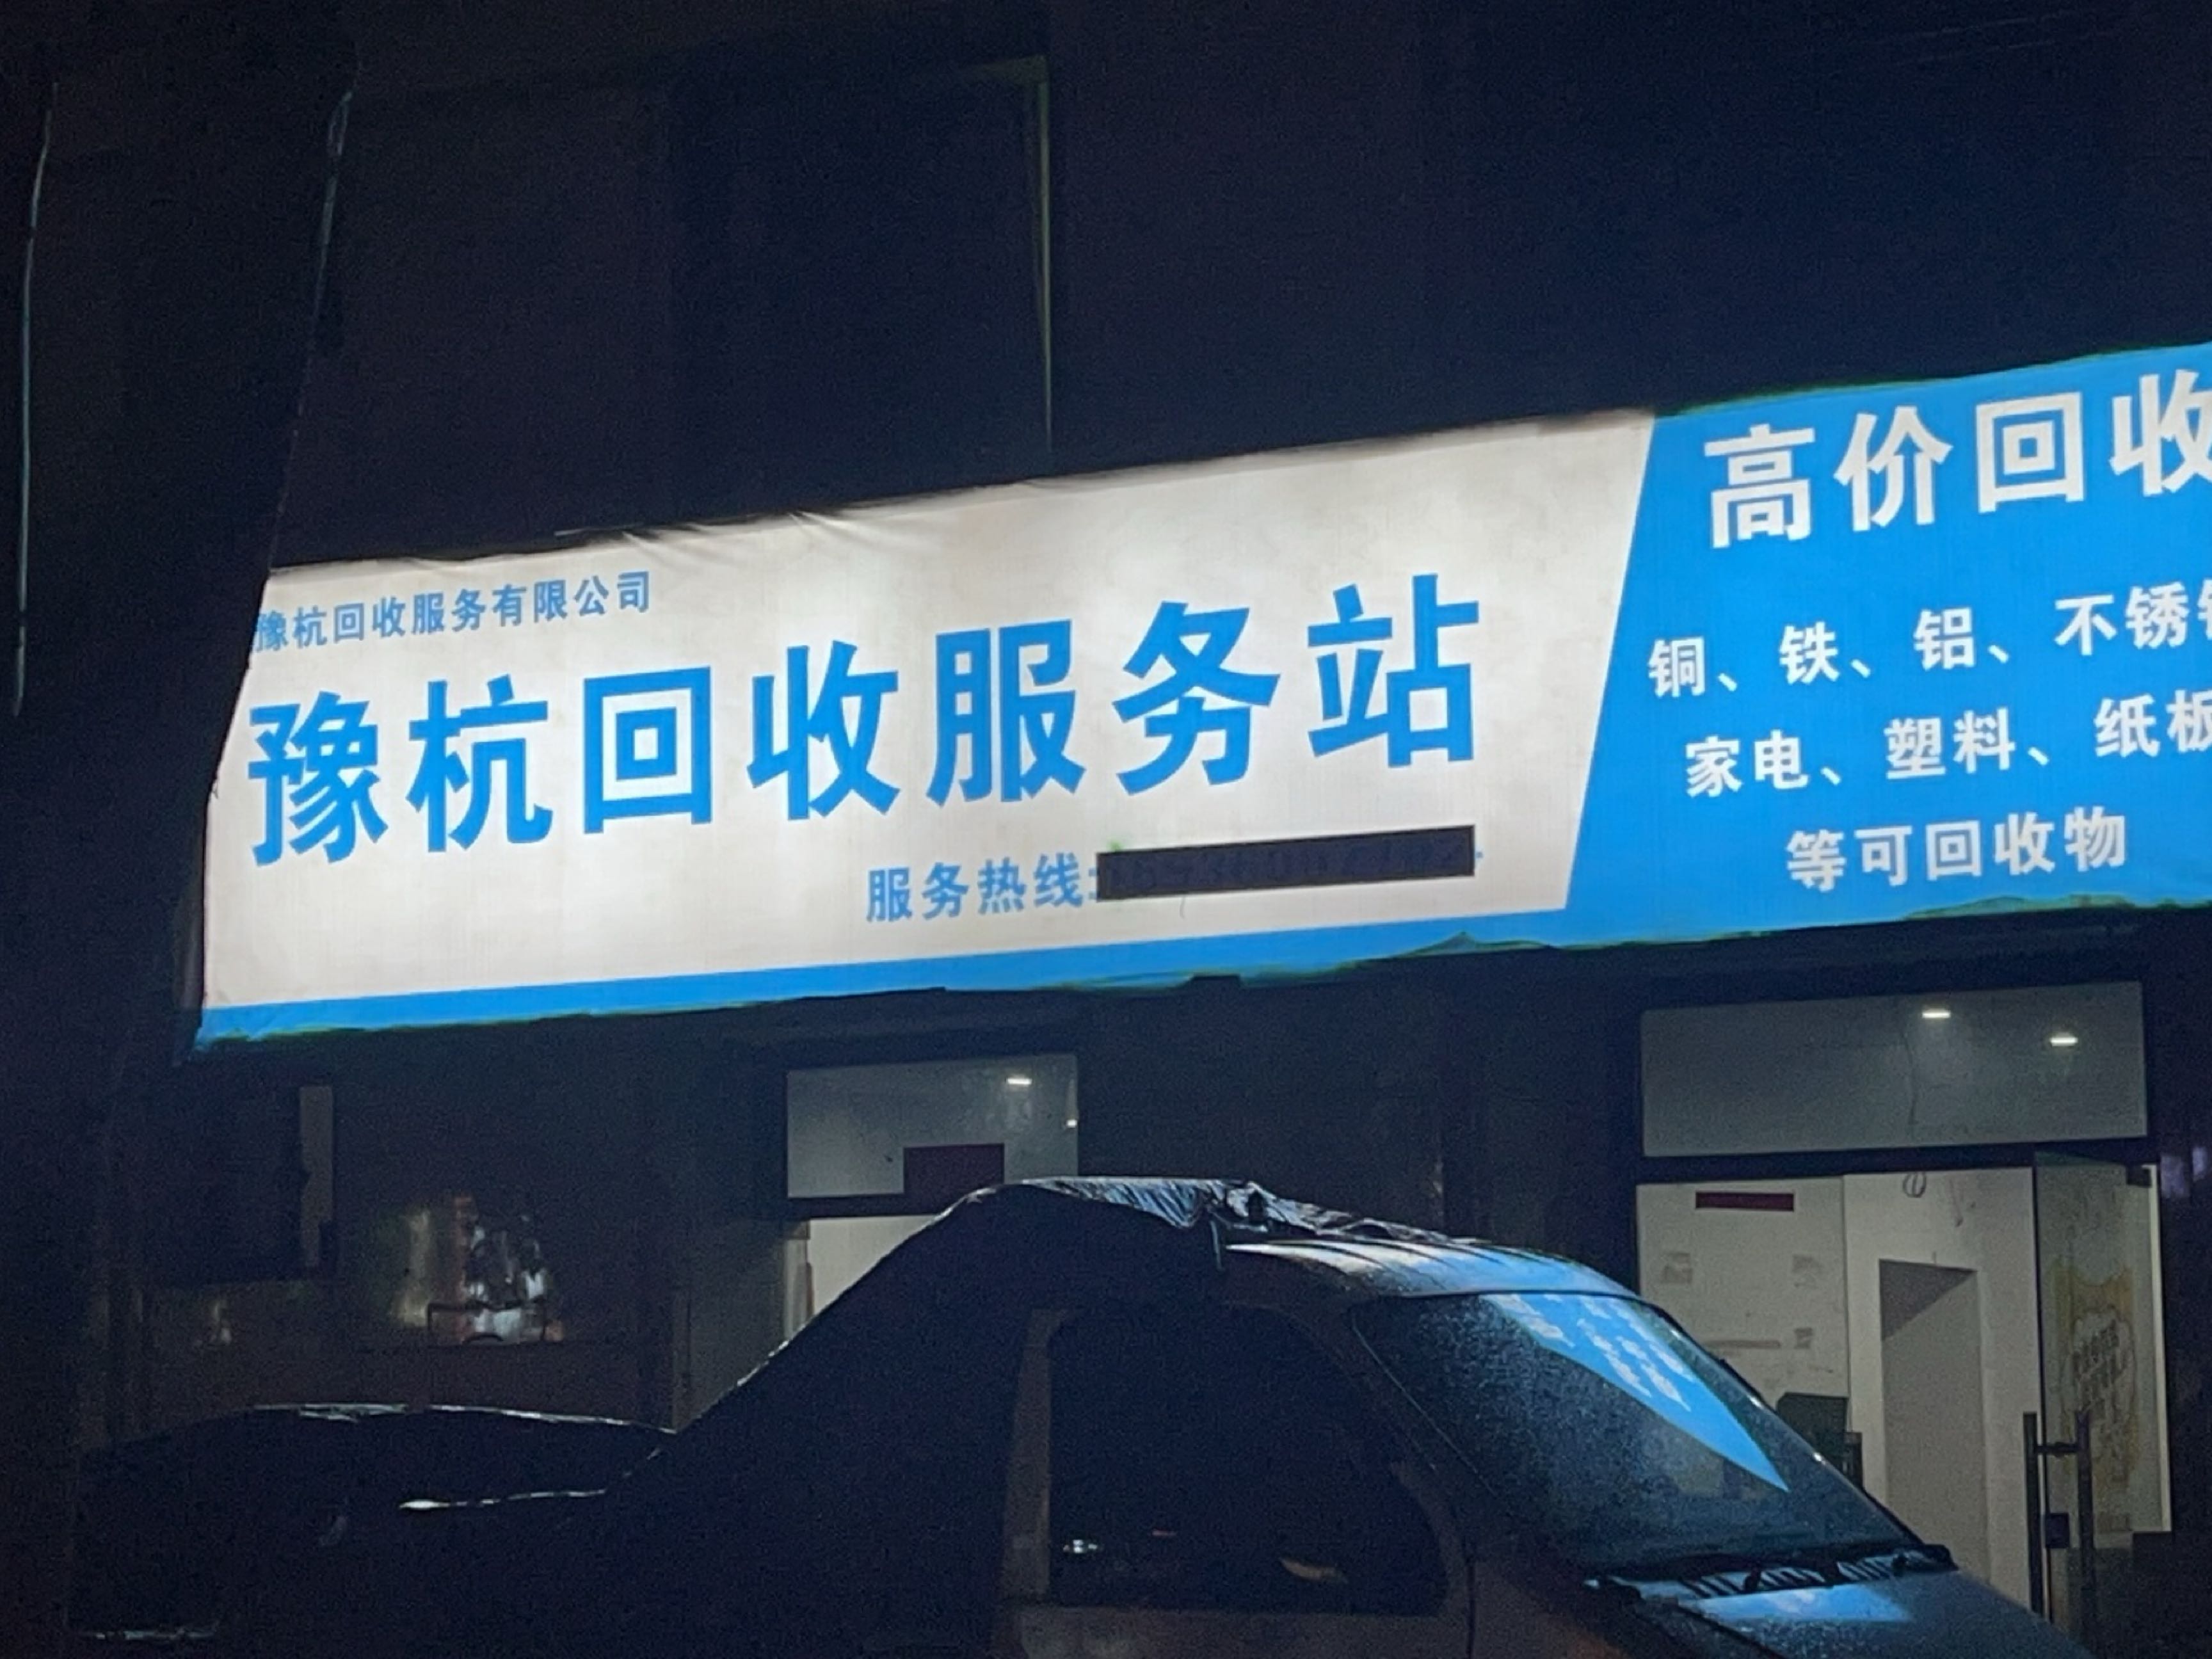 豫杭回收服务有限公司
豫杭回收服务站
服务热线:
高价回收
铜、铁、铝、不锈
家电、塑料、纸板
等可回收物